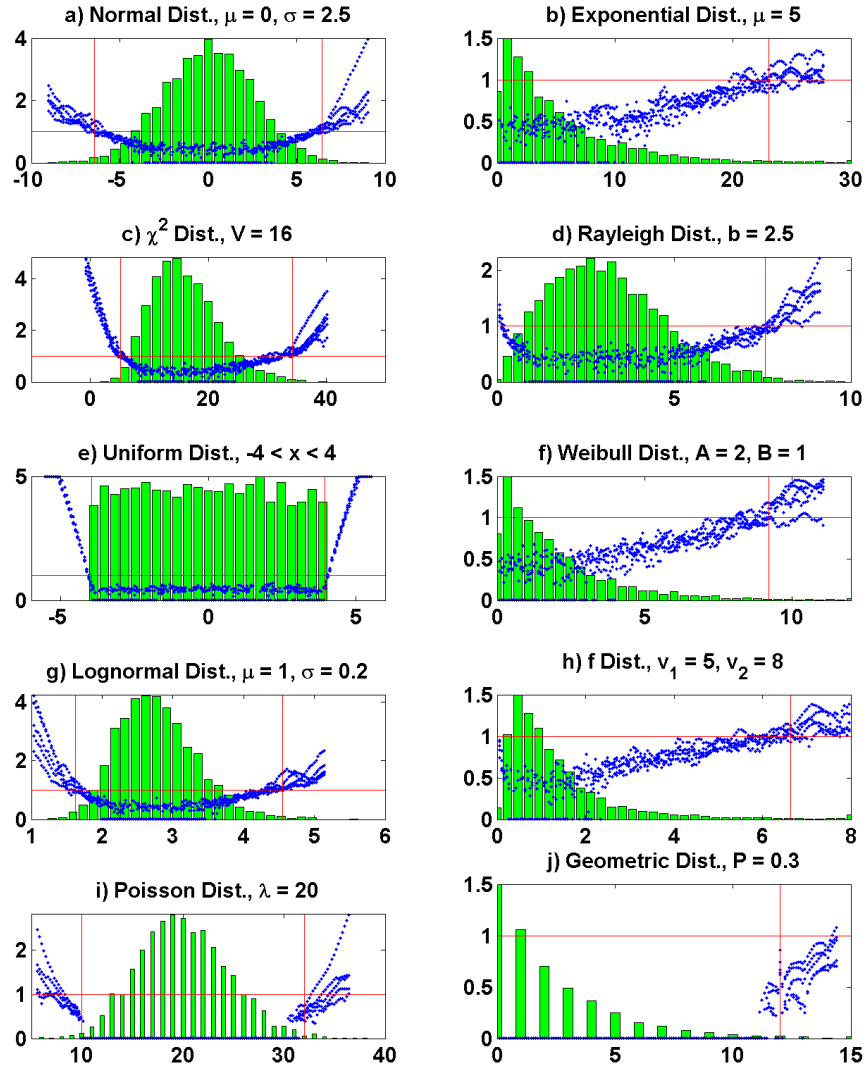 a) Normal Dist., μ = 0, σ = 2.5
4
2
0
-10 -5 0 5 10
b) Exponential Dist., μ = 5
1.5
1
0.5
0
0 10 20 30
c) χ² Dist., V = 16
4
2
0
0 20 40
d) Rayleigh Dist., b = 2.5
2
1
0
0 5 10
e) Uniform Dist., -4 < x < 4
5
1
0
-5 0 5
f) Weibull Dist., A = 2, B = 1
1.5
1
0.5
0
0 5 10
g) Lognormal Dist., μ = 1, σ = 0.2
4
2
0
1 2 3 4 5 6
h) f Dist., v₁ = 5, v₂ = 8
1.5
1
0.5
0
0 2 4 6 8
i) Poisson Dist., λ = 20
2
1
0
10 20 30 40
j) Geometric Dist., P = 0.3
1.5
1
0.5
0
0 5 10 15